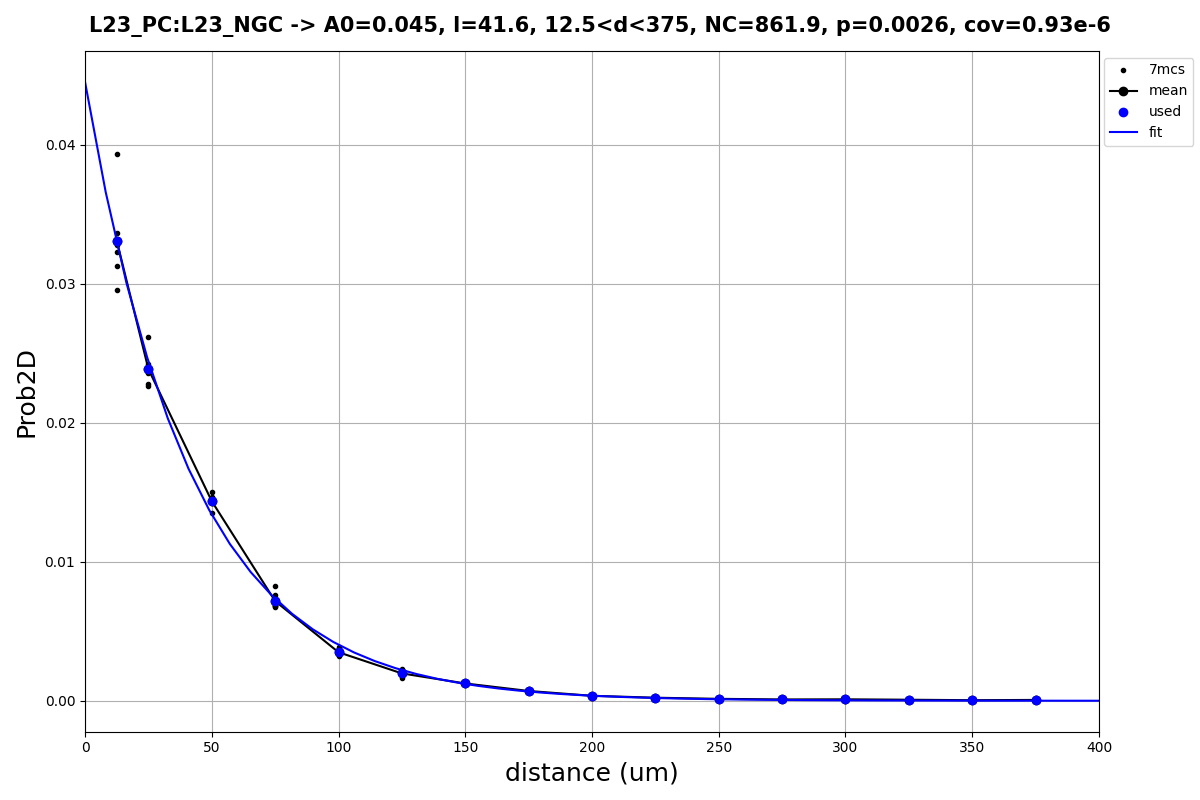 L23_PC:L23_NGC -> A0=0.045, l=41.6, 12.5<d<375, NC=861.9, p=0.0026, cov=0.93e-6
7mcs
mean
used
fit
Prob2D
0.04
0.03
0.02
0.01
0.00
0 50 100 150 200 250 300 350 400
distance (um)